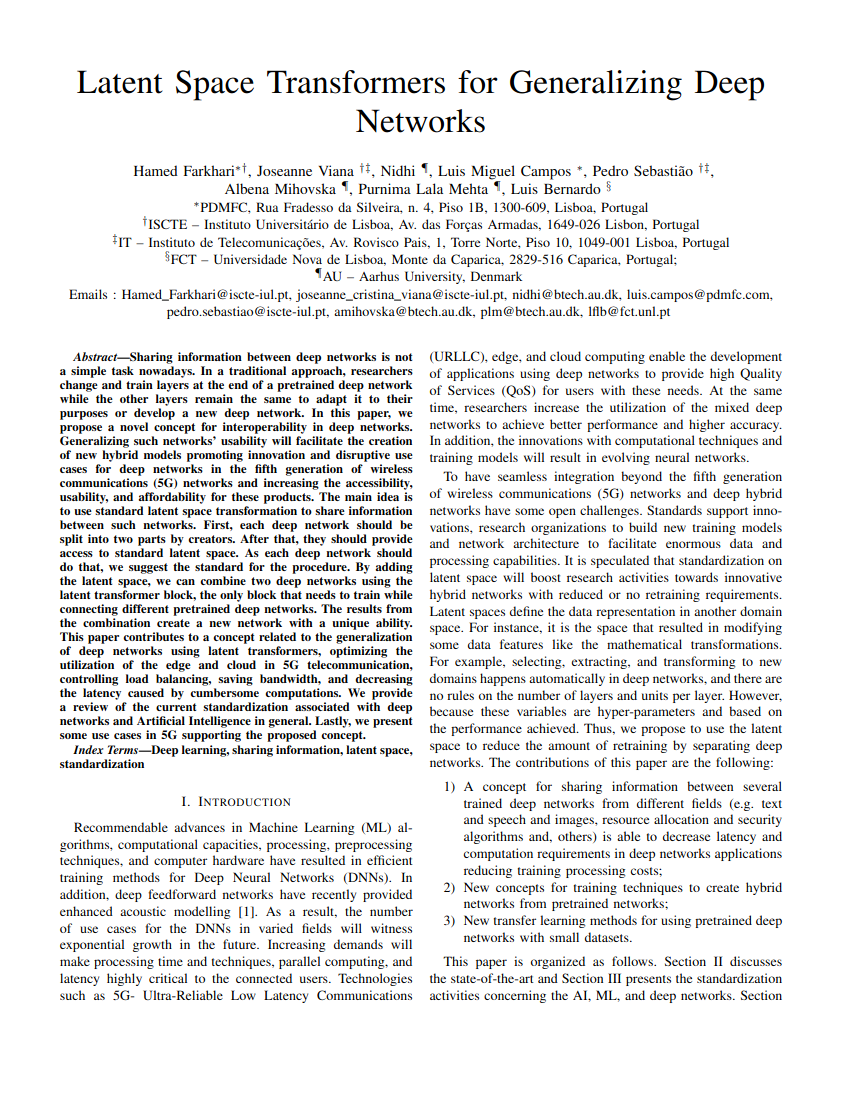 Latent Space Transformers for Generalizing Deep
Networks
Hamed Farkhari*†, Joseanne Viana †‡, Nidhi ¶, Luis Miguel Campos *, Pedro Sebastião †‡,
Albena Mihovska ¶, Purnima Lala Mehta ¶, Luis Bernardo §
*PDMFC, Rua Fradesso da Silveira, n. 4, Piso 1B, 1300-609, Lisboa, Portugal
†ISCTE – Instituto Universitário de Lisboa, Av. das Forças Armadas, 1649-026 Lisbon, Portugal
‡IT – Instituto de Telecomunicações, Av. Rovisco Pais, 1, Torre Norte, Piso 10, 1049-001 Lisboa, Portugal
§FCT – Universidade Nova de Lisboa, Monte da Caparica, 2829-516 Caparica, Portugal;
¶AU – Aarhus University, Denmark
Emails : Hamed_Farkhari@iscte-iul.pt, joseanne_cristina_viana@iscte-iul.pt, nidhi@btech.au.dk, luis.campos@pdmfc.com,
pedro.sebastiao@iscte-iul.pt, amihovska@btech.au.dk, plm@btech.au.dk, lflb@fct.unl.pt
Abstract—Sharing information between deep networks is not
a simple task nowadays. In a traditional approach, researchers
change and train layers at the end of a pretrained deep network
while the other layers remain the same to adapt it to their
purposes or develop a new deep network. In this paper, we
propose a novel concept for interoperability in deep networks.
Generalizing such networks' usability will facilitate the creation
of new hybrid models promoting innovation and disruptive use
cases for deep networks in the fifth generation of wireless
communications (5G) networks and increasing the accessibility,
usability, and affordability for these products. The main idea is
to use standard latent space transformation to share information
between such networks. First, each deep network should be
split into two parts by creators. After that, they should provide
access to standard latent space. As each deep network should
do that, we suggest the standard for the procedure. By adding
the latent space, we can combine two deep networks using the
latent transformer block, the only block that needs to train while
connecting different pretrained deep networks. The results from
the combination create a new network with a unique ability.
This paper contributes to a concept related to the generalization
of deep networks using latent transformers, optimizing the
utilization of the edge and cloud in 5G telecommunication,
controlling load balancing, saving bandwidth, and decreasing
the latency caused by cumbersome computations. We provide
a review of the current standardization associated with deep
networks and Artificial Intelligence in general. Lastly, we present
some use cases in 5G supporting the proposed concept.
Index Terms—Deep learning, sharing information, latent space,
standardization
I. INTRODUCTION
Recommendable advances in Machine Learning (ML) al-
gorithms, computational capacities, processing, preprocessing
techniques, and computer hardware have resulted in efficient
training methods for Deep Neural Networks (DNNs). In
addition, deep feedforward networks have recently provided
enhanced acoustic modelling [1]. As a result, the number
of use cases for the DNNs in varied fields will witness
exponential growth in the future. Increasing demands will
make processing time and techniques, parallel computing, and
latency highly critical to the connected users. Technologies
such as 5G- Ultra-Reliable Low Latency Communications
(URLLC), edge, and cloud computing enable the development
of applications using deep networks to provide high Quality
of Services (QoS) for users with these needs. At the same
time, researchers increase the utilization of the mixed deep
networks to achieve better performance and higher accuracy.
In addition, the innovations with computational techniques and
training models will result in evolving neural networks.
To have seamless integration beyond the fifth generation
of wireless communications (5G) networks and deep hybrid
networks have some open challenges. Standards support inno-
vations, research organizations to build new training models
and network architecture to facilitate enormous data and
processing capabilities. It is speculated that standardization on
latent space will boost research activities towards innovative
hybrid networks with reduced or no retraining requirements.
Latent spaces define the data representation in another domain
space. For instance, it is the space that resulted in modifying
some data features like the mathematical transformations.
For example, selecting, extracting, and transforming to new
domains happens automatically in deep networks, and there are
no rules on the number of layers and units per layer. However,
because these variables are hyper-parameters and based on
the performance achieved. Thus, we propose to use the latent
space to reduce the amount of retraining by separating deep
networks. The contributions of this paper are the following:
1) A concept for sharing information between several
trained deep networks from different fields (e.g. text
and speech and images, resource allocation and security
algorithms and, others) is able to decrease latency and
computation requirements in deep networks applications
reducing training processing costs;
2) New concepts for training techniques to create hybrid
networks from pretrained networks;
3) New transfer learning methods for using pretrained deep
networks with small datasets.
This paper is organized as follows. Section II discusses
the state-of-the-art and Section III presents the standardization
activities concerning the AI, ML, and deep networks. Section